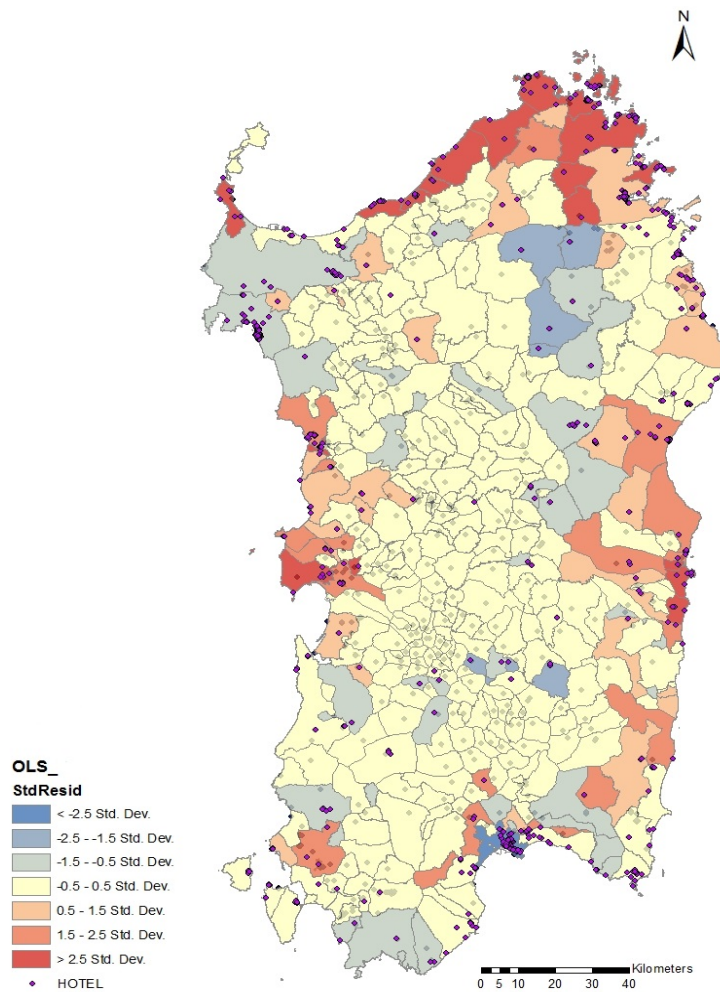 N
OLS_
StdResid
< -2.5 Std. Dev.
-2.5 - -1.5 Std. Dev.
-1.5 - -0.5 Std. Dev.
-0.5 - 0.5 Std. Dev.
0.5 - 1.5 Std. Dev.
1.5 - 2.5 Std. Dev.
> 2.5 Std. Dev.
HOTEL
Kilometers
0 5 10 20 30 40